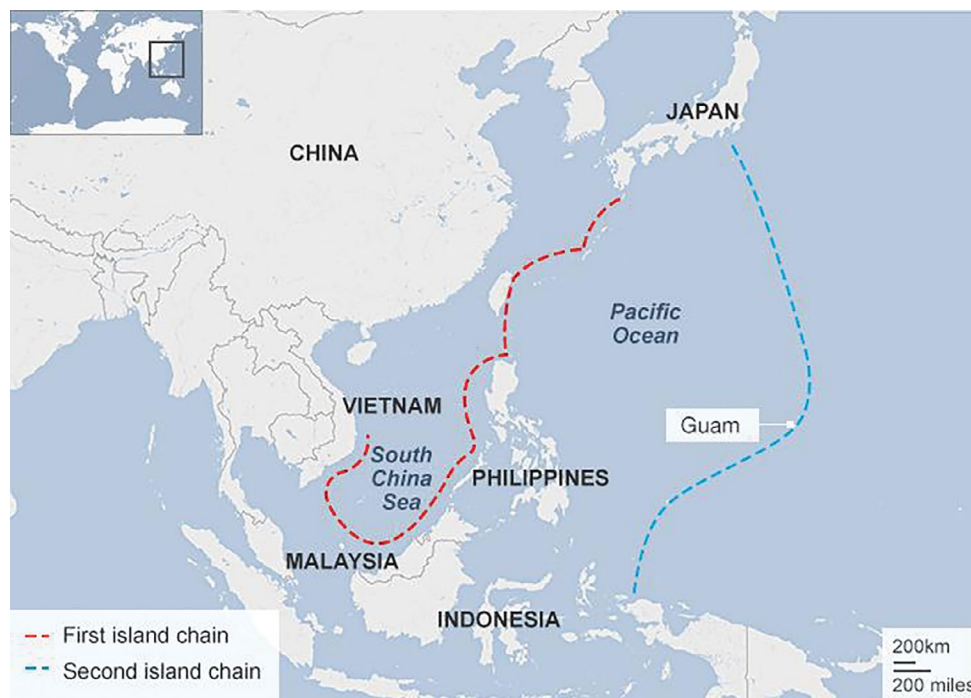 JAPAN
CHINA
Pacific
Ocean
VIETNAM
Guam
South
China
Sea
PHILIPPINES
MALAYSIA
INDONESIA
First island chain
Second island chain
200km
200 miles